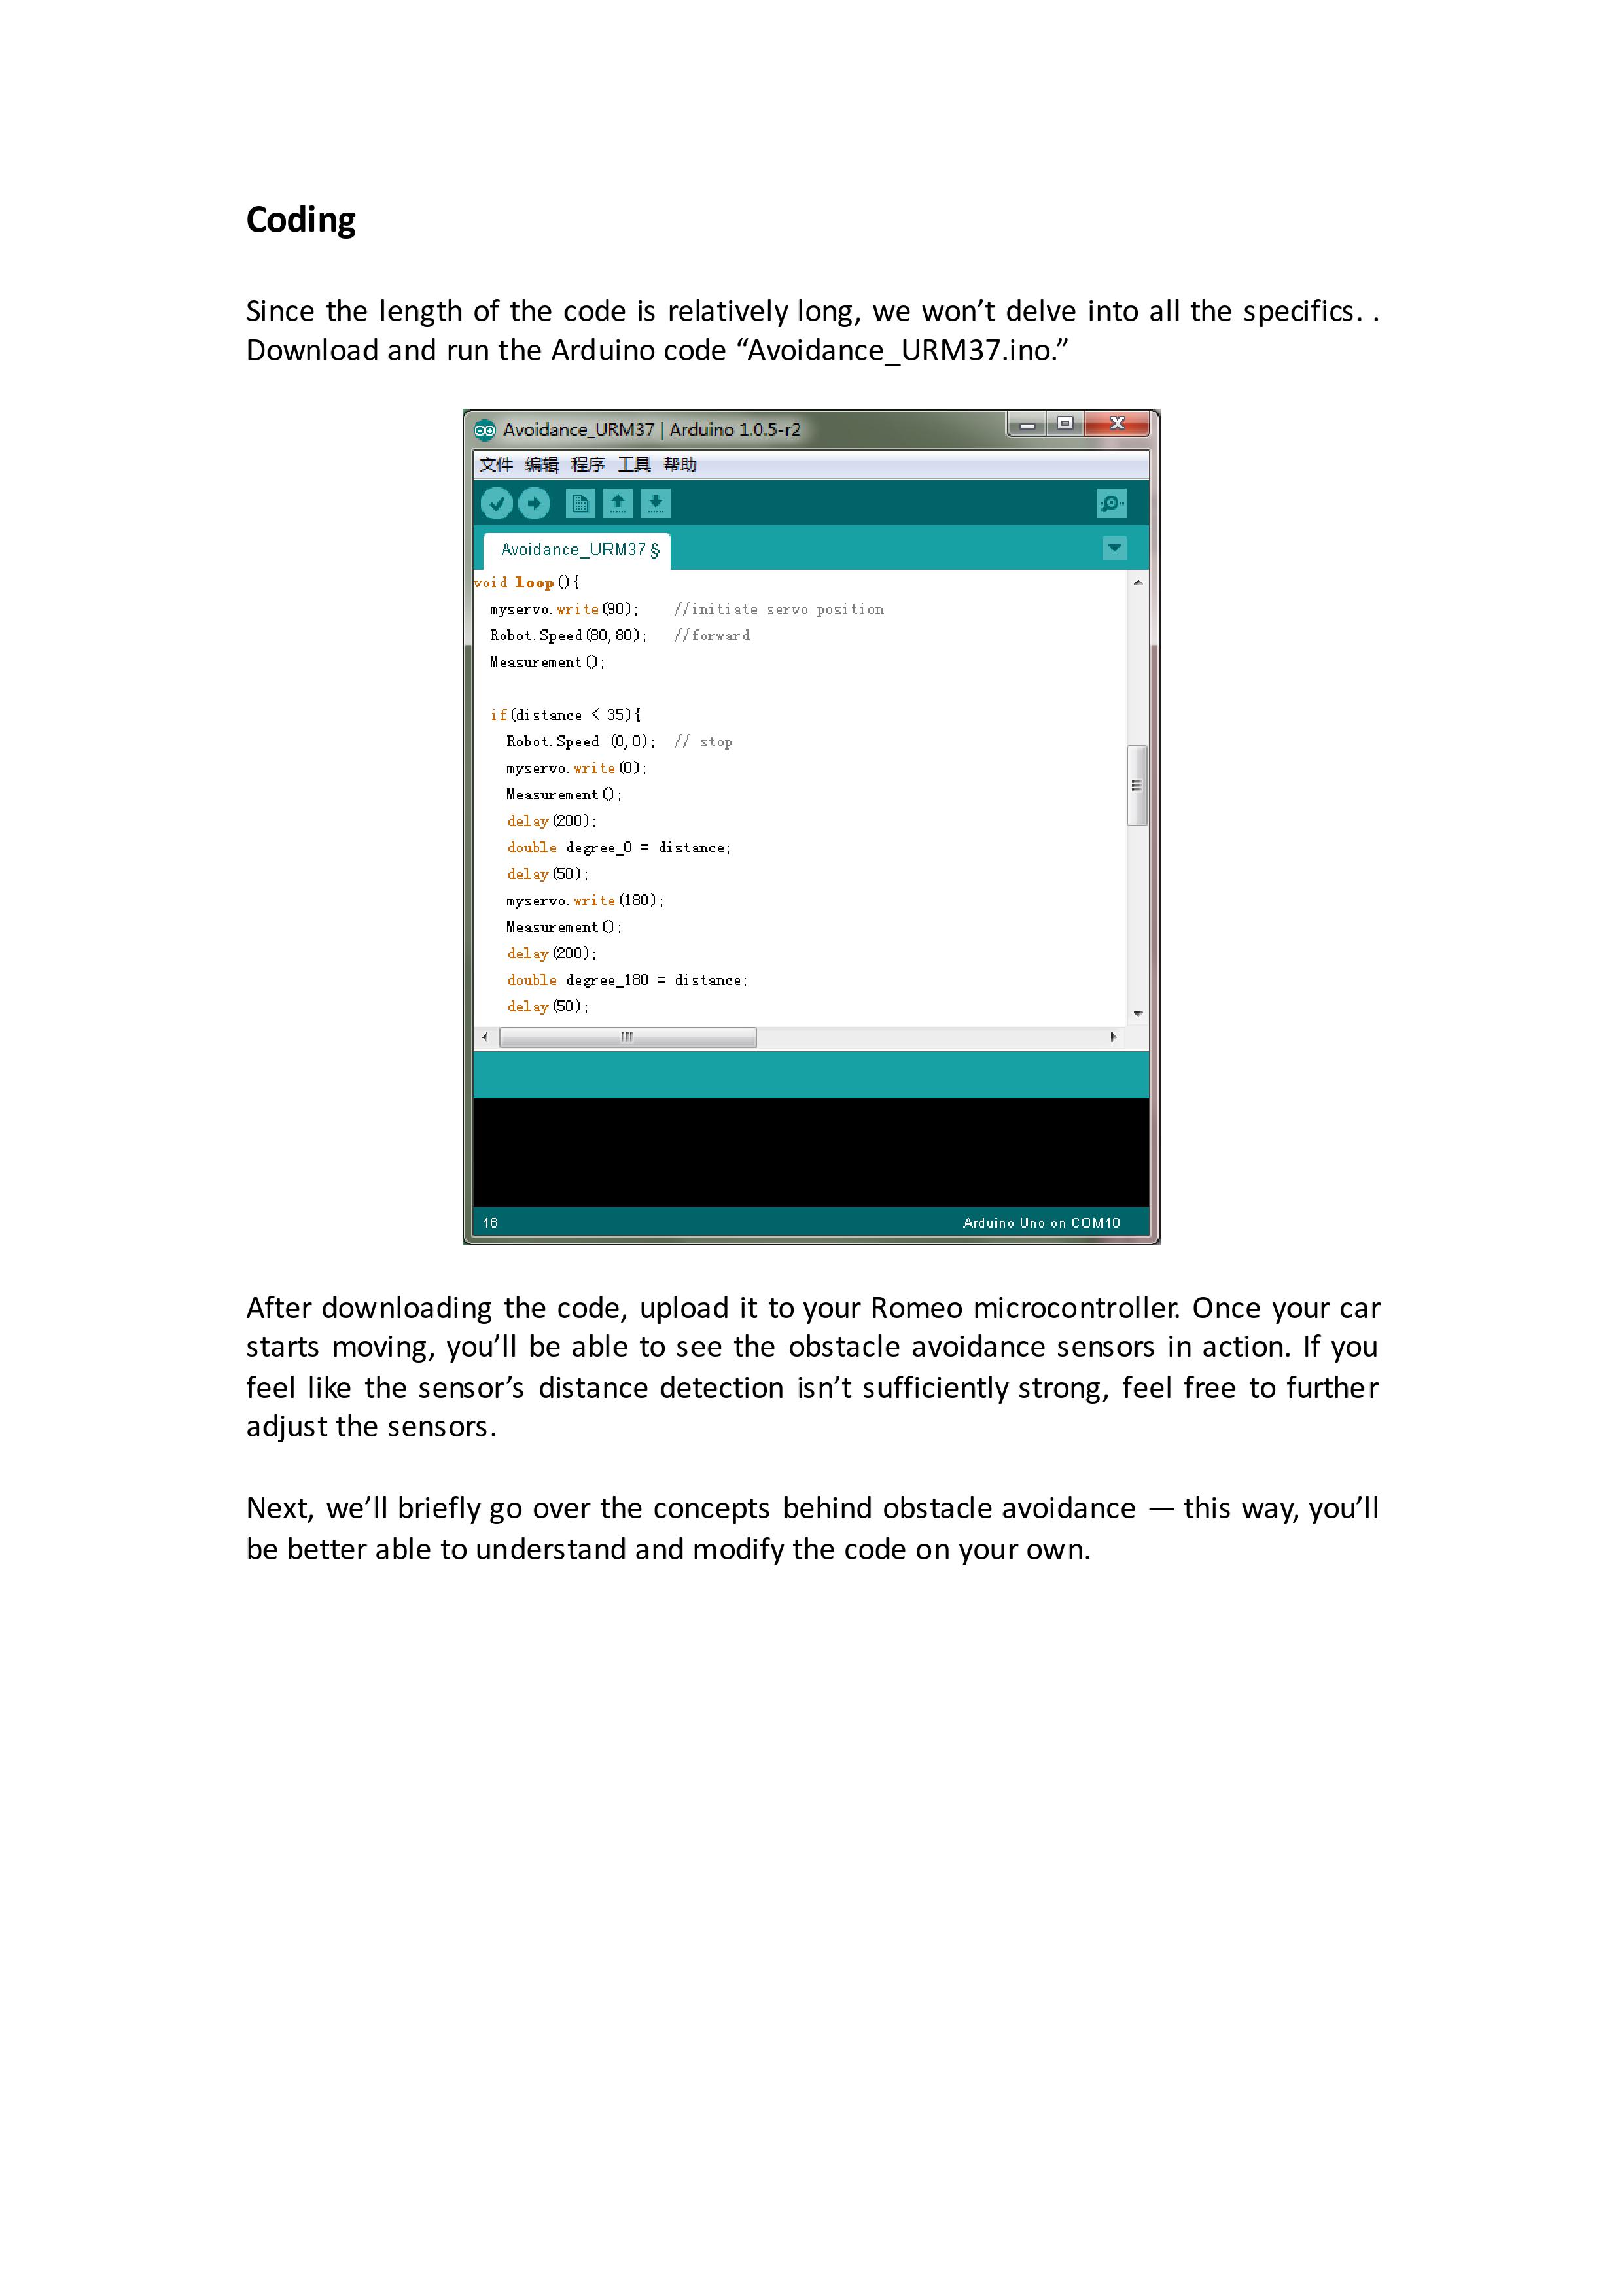 Coding
Since the length of the code is relatively long, we won’t delve into all the specifics. .
Download and run the Arduino code “Avoidance_URM37.ino.”
Avoidance_URM37 | Arduino 1.0.5-r2
文件 编辑 程序 工具 帮助
Avoidance_URM37 §
void loop(){
myservo.write(90); //initiate servo position
Robot.Speed(80,80); //forward
Measurement();
if(distance < 35){
Robot.Speed (0,0); // stop
myservo.write(0);
Measurement();
delay(200);
double degree_0 = distance;
delay(50);
myservo.write(180);
Measurement();
delay(200);
double degree_180 = distance;
delay(50);
16 Arduino Uno on COM10
After downloading the code, upload it to your Romeo microcontroller. Once your car
starts moving, you’ll be able to see the obstacle avoidance sensors in action. If you
feel like the sensor’s distance detection isn’t sufficiently strong, feel free to further
adjust the sensors.
Next, we’ll briefly go over the concepts behind obstacle avoidance — this way, you’ll
be better able to understand and modify the code on your own.